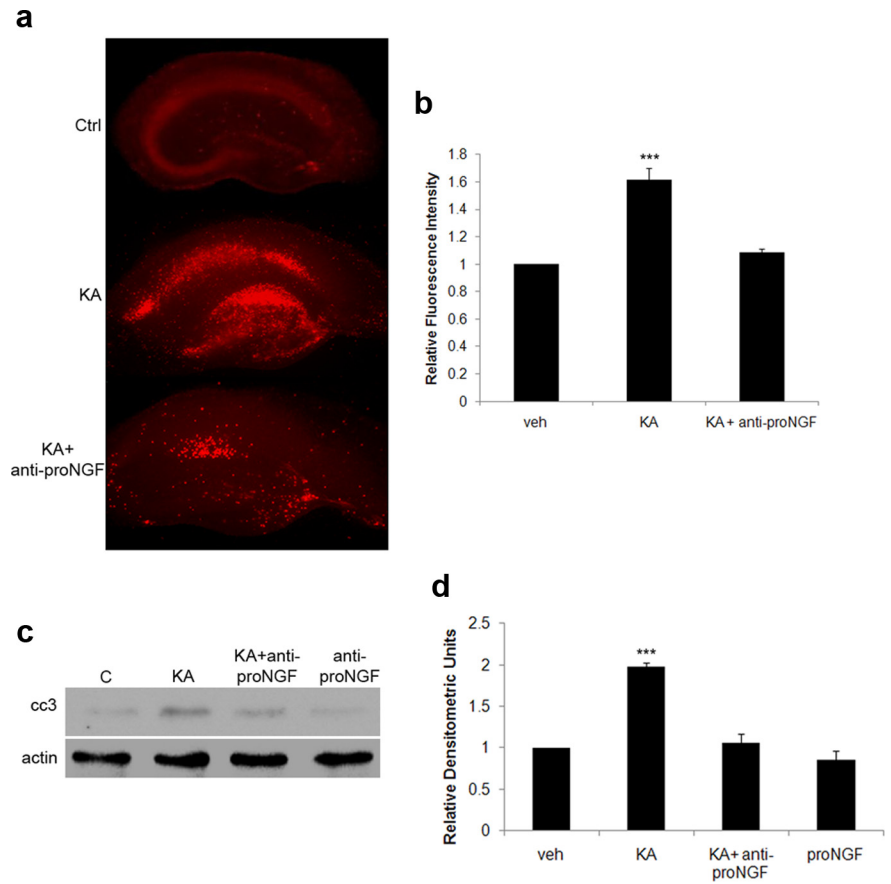 a
Ctrl
KA
KA+
anti-proNGF
b
Relative Fluorescence Intensity
1.8
1.6
1.4
1.2
1
0.8
0.6
0.4
0.2
0
***
veh
KA
KA + anti-proNGF
c
C
KA
KA+anti-
proNGF
anti-
proNGF
cc3
actin
d
Relative Densitometric Units
2.5
2
1.5
1
0.5
0
***
veh
KA
KA+ anti-
proNGF
proNGF